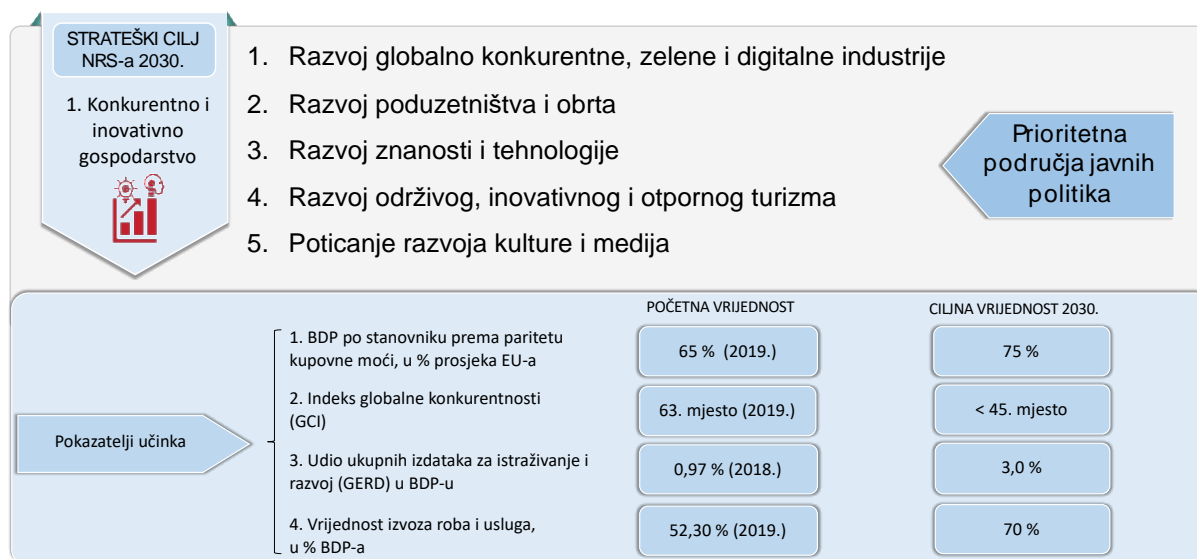 STRATEŠKI CILJ
NRS-a 2030.
1. Konkurentno i
inovativno
gospodarstvo
1. Razvoj globalno konkurentne, zelene i digitalne industrije
2. Razvoj poduzetništva i obrta
3. Razvoj znanosti i tehnologije
4. Razvoj održivog, inovativnog i otpornog turizma
5. Poticanje razvoja kulture i medija
Prioritetna
područja javnih
politika
POČETNA VRIJEDNOST
CILJNA VRIJEDNOST 2030.
Pokazatelji učinka
1. BDP po stanovniku prema paritetu
kupovne moći, u % prosjeka EU-a
65 % (2019.)
75 %
2. Indeks globalne konkurentnosti
(GCI)
63. mjesto (2019.)
< 45. mjesto
3. Udio ukupnih izdataka za istraživanje i
razvoj (GERD) u BDP-u
0,97 % (2018.)
3,0 %
4. Vrijednost izvoza roba i usluga,
u % BDP-a
52,30 % (2019.)
70 %